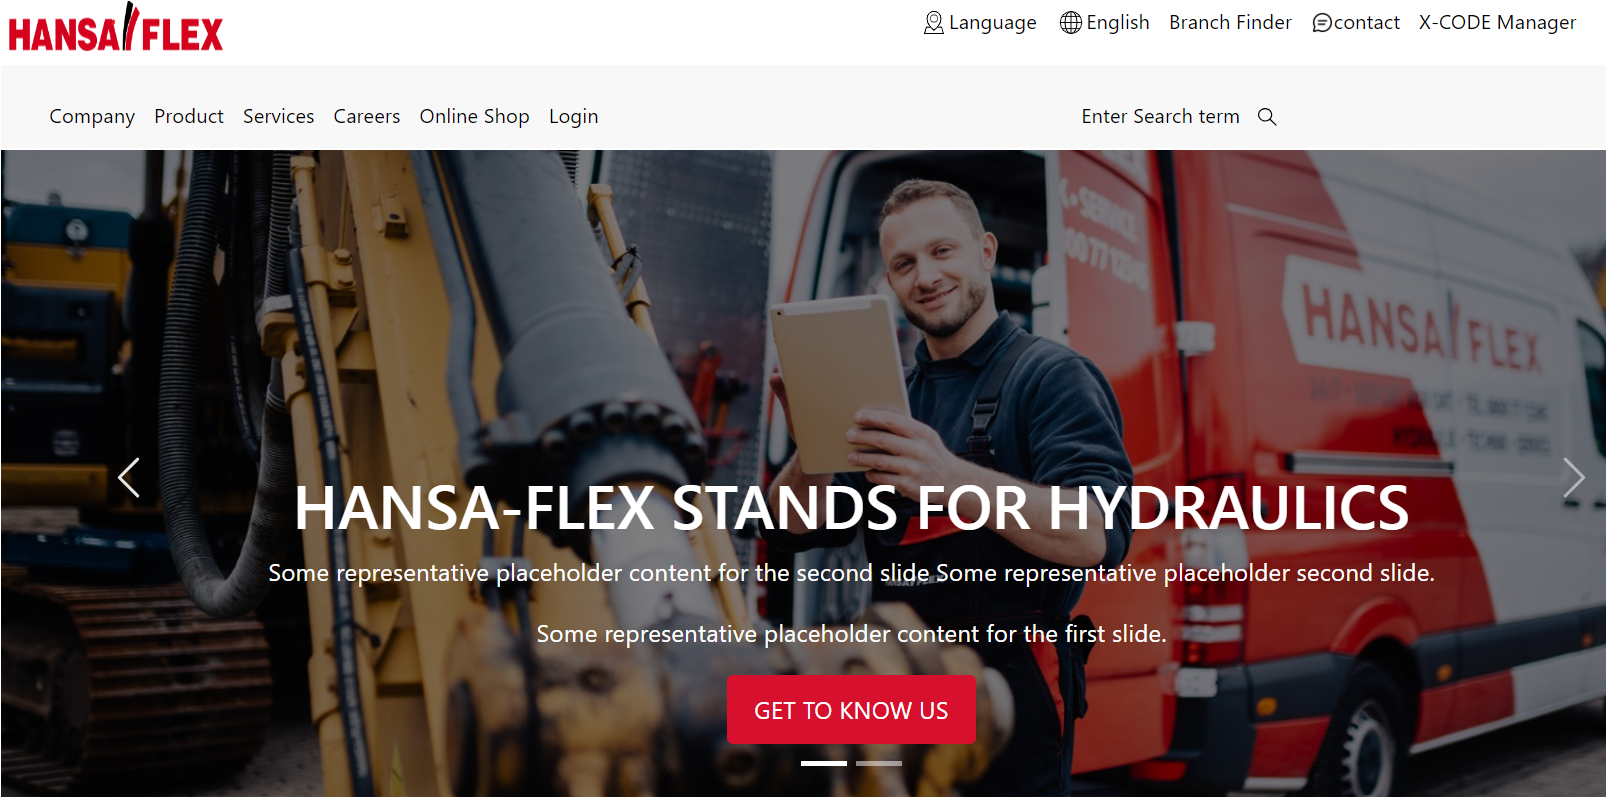 HANSA FLEX
Language English Branch Finder contact X-CODE Manager
Company Product Services Careers Online Shop Login Enter Search term
K-SERVICE
HANSA FLEX
HANSA-FLEX STANDS FOR HYDRAULICS
Some representative placeholder content for the second slide Some representative placeholder second slide.
Some representative placeholder content for the first slide.
GET TO KNOW US